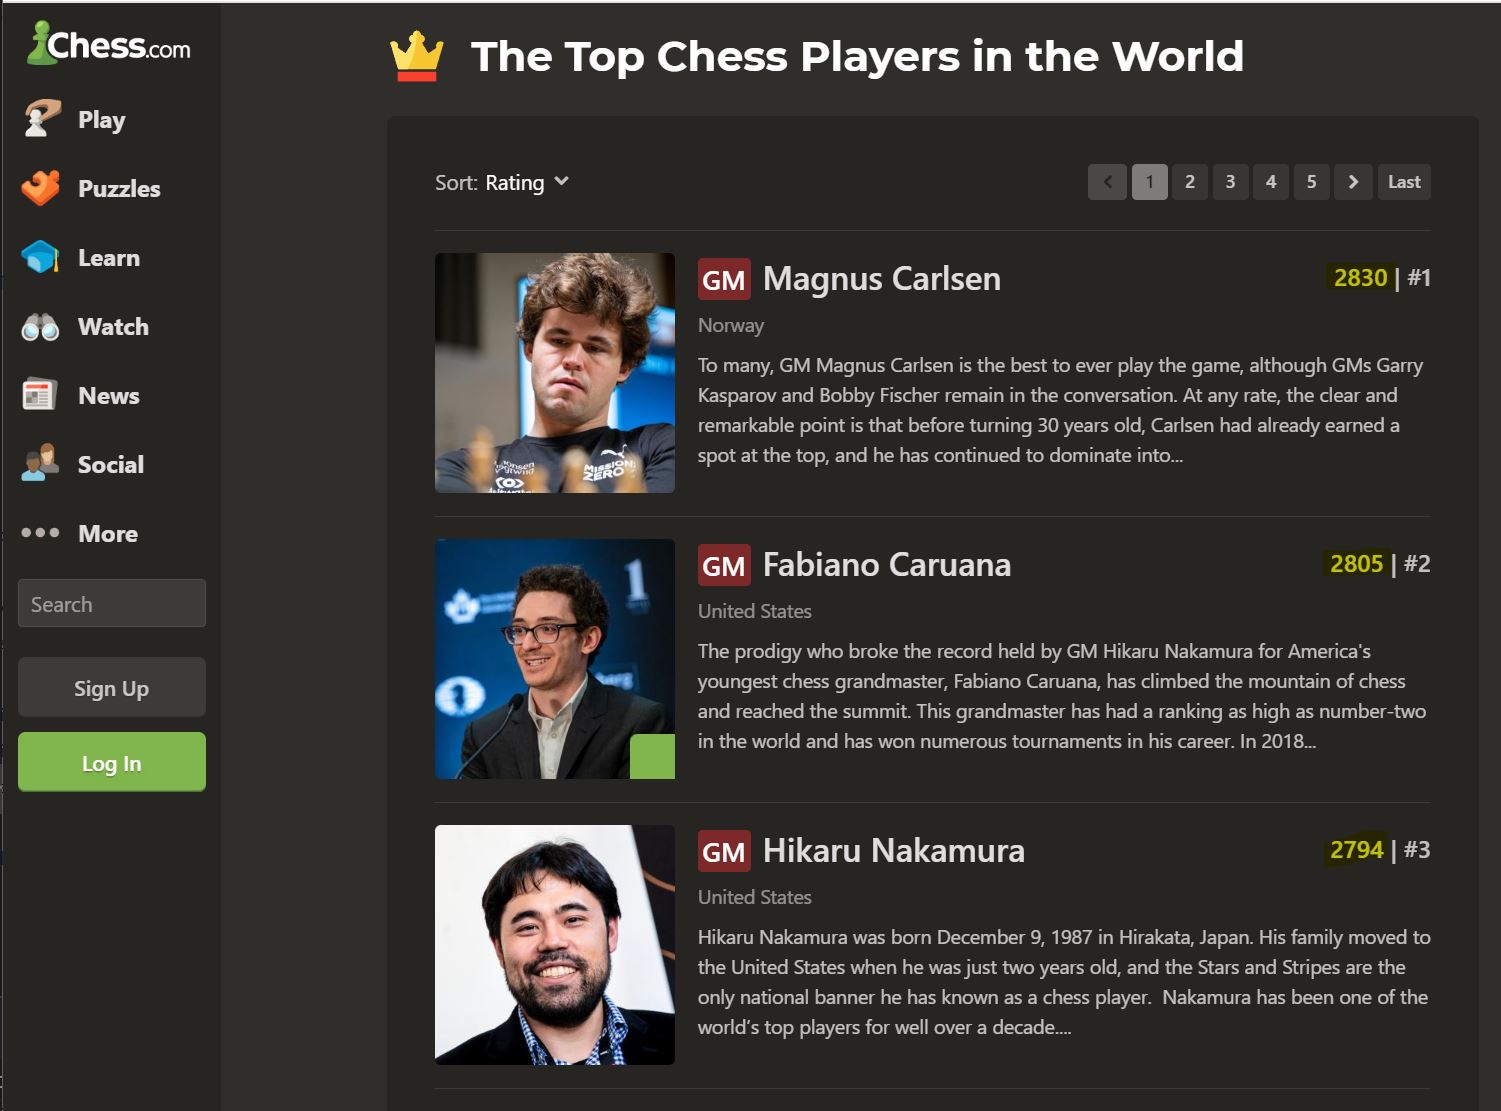 Chess.com
Play
Puzzles
Learn
Watch
News
Social
More
Search
Sign Up
Log In
The Top Chess Players in the World
Sort: Rating
1 2 3 4 5 Last
GM Magnus Carlsen 2830 | #1
Norway
To many, GM Magnus Carlsen is the best to ever play the game, although GMs Garry
Kasparov and Bobby Fischer remain in the conversation. At any rate, the clear and
remarkable point is that before turning 30 years old, Carlsen had already earned a
spot at the top, and he has continued to dominate into...
MISSION
ZERO
GM Fabiano Caruana 2805 | #2
United States
The prodigy who broke the record held by GM Hikaru Nakamura for America's
youngest chess grandmaster, Fabiano Caruana, has climbed the mountain of chess
and reached the summit. This grandmaster has had a ranking as high as number-two
in the world and has won numerous tournaments in his career. In 2018...
1
GM Hikaru Nakamura 2794 | #3
United States
Hikaru Nakamura was born December 9, 1987 in Hirakata, Japan. His family moved to
the United States when he was just two years old, and the Stars and Stripes are the
only national banner he has known as a chess player.  Nakamura has been one of the
world’s top players for well over a decade....